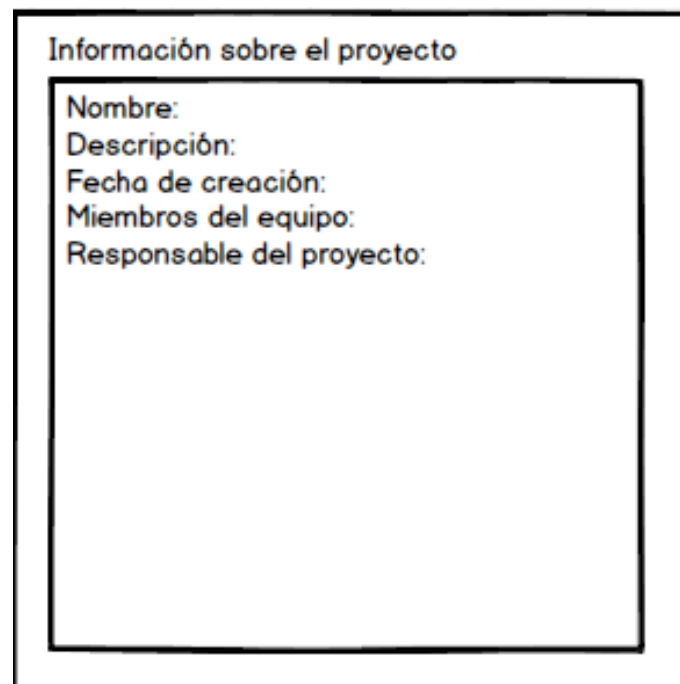 Información sobre el proyecto
Nombre:
Descripción:
Fecha de creación:
Miembros del equipo:
Responsable del proyecto: